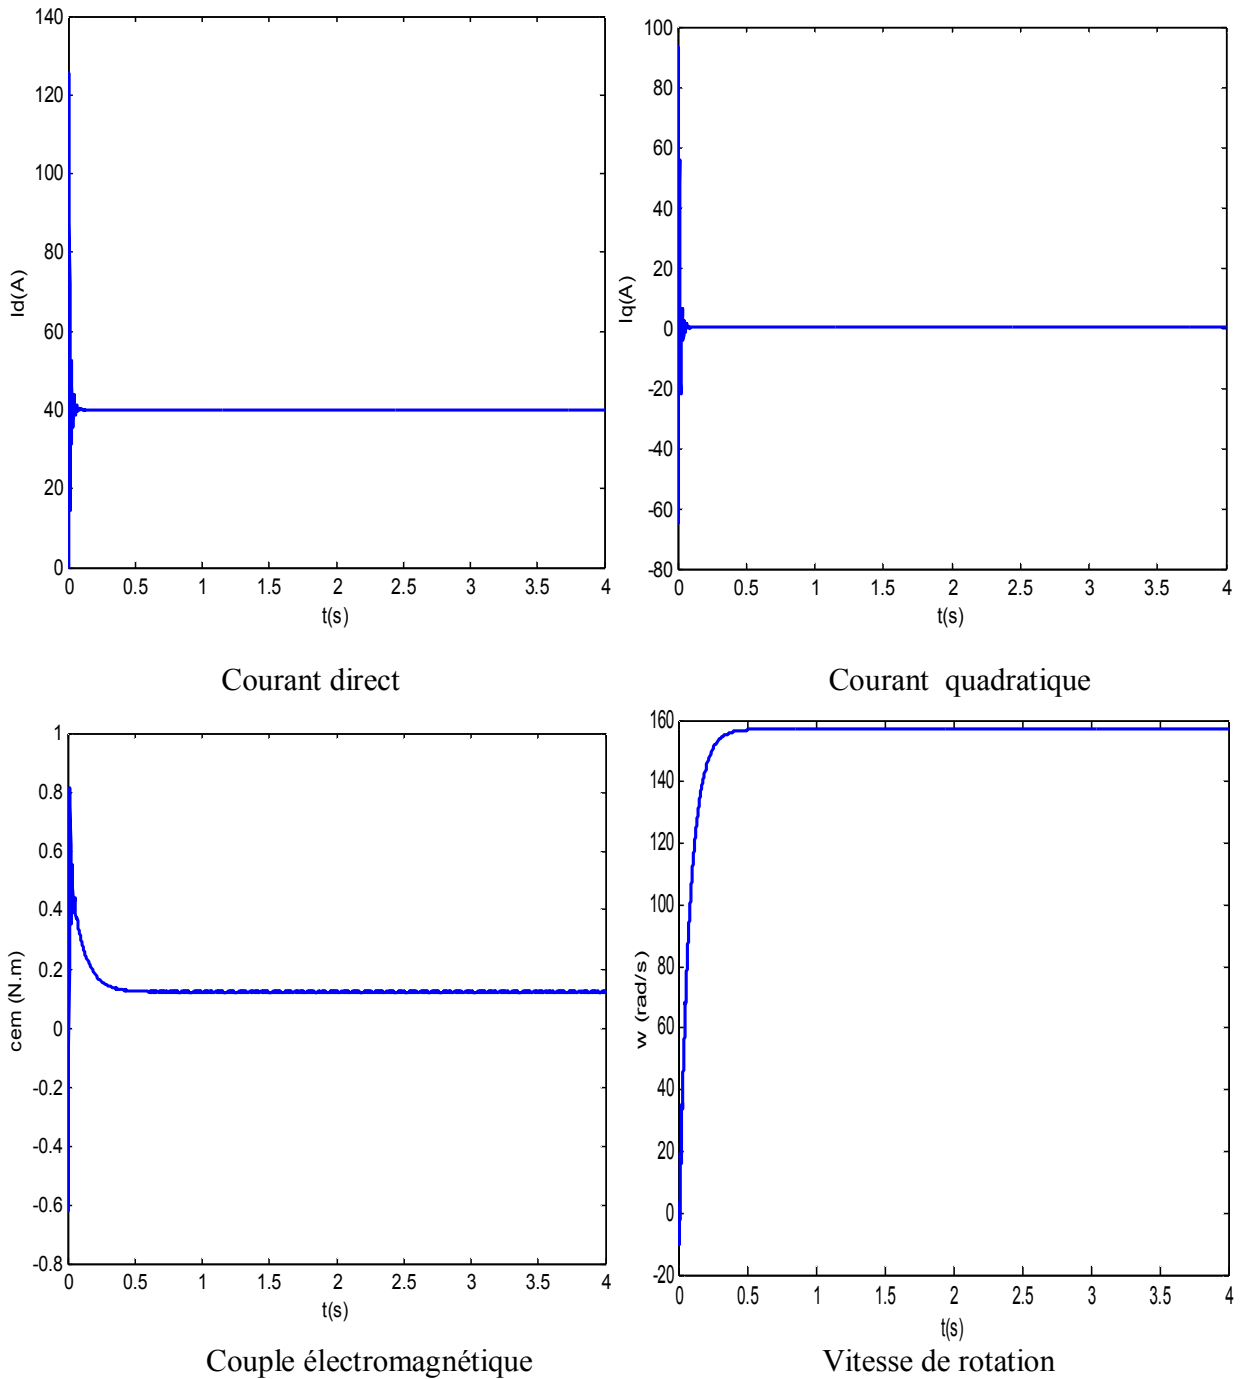 140
120
100
80
60
40
20
0
Id(A)
0 0.5 1 1.5 2 2.5 3 3.5 4
t(s)
Courant direct
100
80
60
40
20
0
-20
-40
-60
-80
Iq(A)
0 0.5 1 1.5 2 2.5 3 3.5 4
t(s)
Courant quadratique
1
0.8
0.6
0.4
0.2
0
-0.2
-0.4
-0.6
-0.8
cem (N.m)
0 0.5 1 1.5 2 2.5 3 3.5 4
t(s)
Couple électromagnétique
160
140
120
100
80
60
40
20
0
-20
w (rad/s)
0 0.5 1 1.5 2 2.5 3 3.5 4
t(s)
Vitesse de rotation